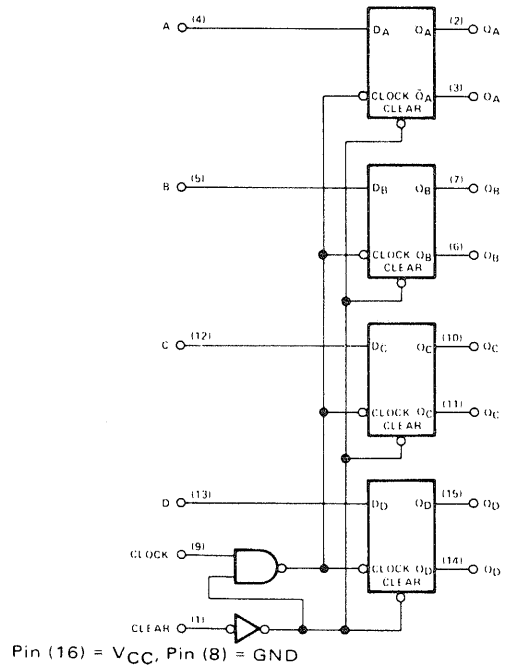 A (4) DA QA (2) QA
CLOCK Q̄A (3) QA
CLEAR
B (5) DB QB (7) QB
CLOCK QB (6) QB
CLEAR
C (12) DC QC (10) QC
CLOCK QC (11) QC
CLEAR
D (13) DD QD (15) QD
CLOCK (9) CLOCK QD (14) QD
CLEAR
CLEAR (1)
Pin (16) = VCC, Pin (8) = GND